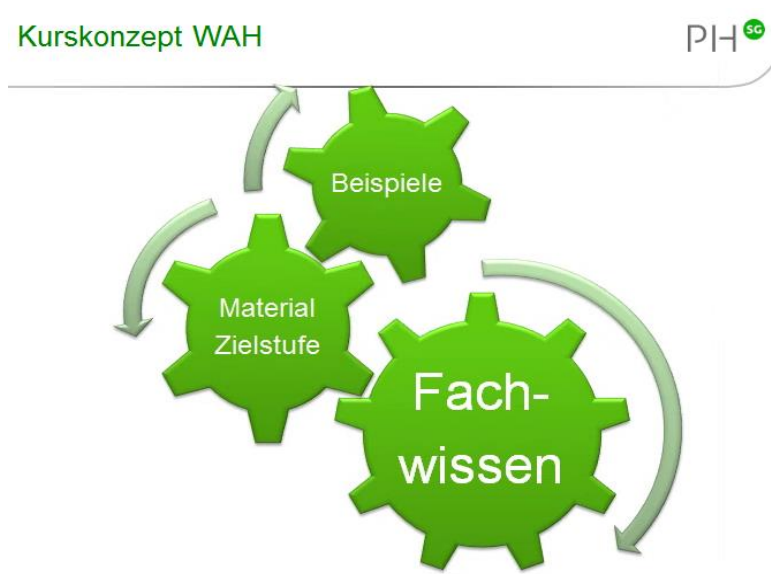 Kurskonzept WAH
PH SG
Beispiele
Material
Zielstufe
Fach-
wissen